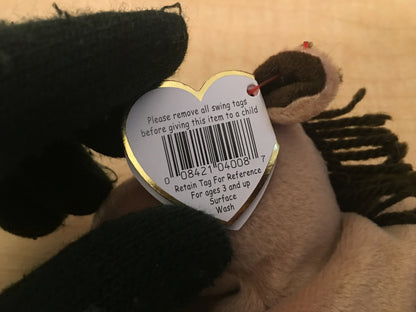 Please remove all swing tags
before giving this item to a child
0 08421 04008 7
Retain Tag For Reference
For ages 3 and up
Surface
Wash